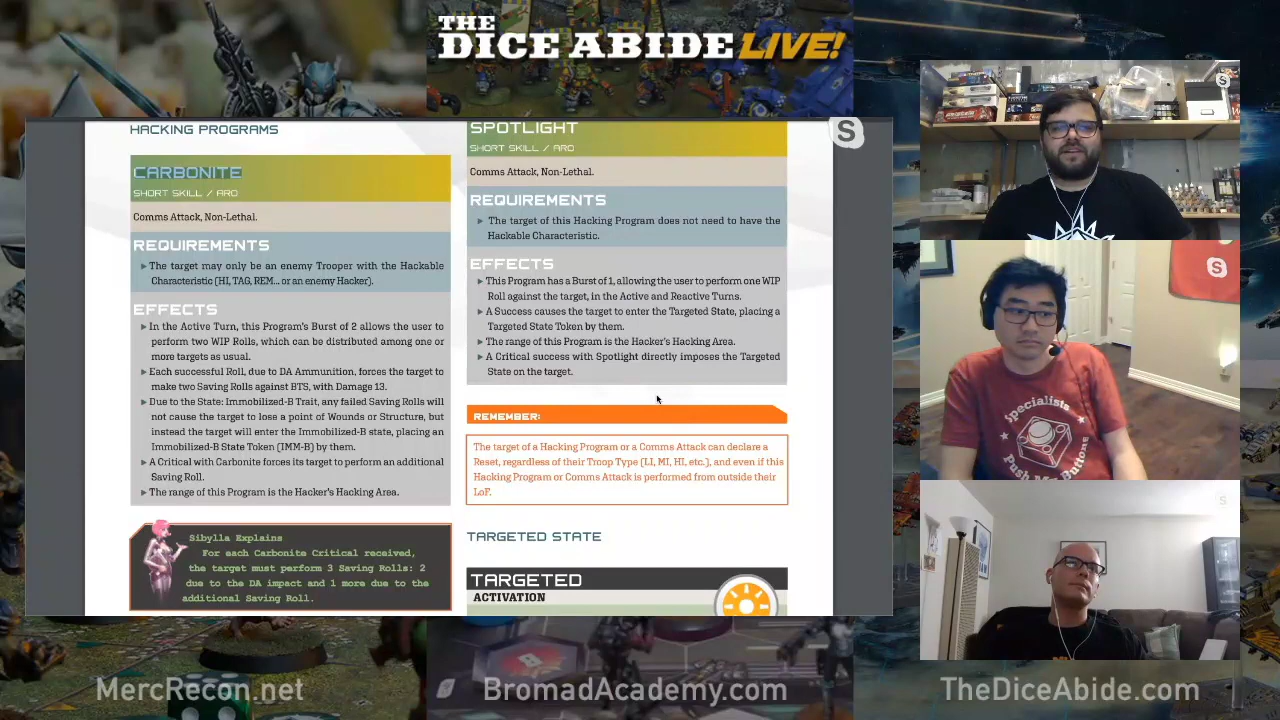 THE
DICE ABIDE LIVE!
HACKING PROGRAMS
CARBONITE
SHORT SKILL / ARO
Comms Attack, Non-Lethal.
REQUIREMENTS
The target may only be an enemy Trooper with the Hackable
Characteristic (HI, TAG, REM... or an enemy Hacker).
EFFECTS
In the Active Turn, this Program's Burst of 2 allows the user to
perform two WIP Rolls, which can be distributed among one or
more targets as usual.
Each successful Roll, due to DA Ammunition, forces the target to
make two Saving Rolls against BTS, with Damage 13.
Due to the State: Immobilized-B Trait, any failed Saving Rolls will
not cause the target to lose a point of Wounds or Structure, but
instead the target will enter the Immobilized-B state, placing an
Immobilized-B State Token (IMM-B) by them.
A Critical with Carbonite forces its target to perform an additional
Saving Roll.
The range of this Program is the Hacker's Hacking Area.
Sibylla Explains
For each Carbonite Critical received,
the target must perform 3 Saving Rolls: 2
due to the DA impact and 1 more due to the
additional Saving Roll.
SPOTLIGHT
SHORT SKILL / ARO
Comms Attack, Non-Lethal.
REQUIREMENTS
The target of this Hacking Program does not need to have the
Hackable Characteristic.
EFFECTS
This Program has a Burst of 1, allowing the user to perform one WIP
Roll against the target, in the Active and Reactive Turns.
A Success causes the target to enter the Targeted State, placing a
Targeted State Token by them.
The range of this Program is the Hacker's Hacking Area.
A Critical success with Spotlight directly imposes the Targeted
State on the target.
REMEMBER:
The target of a Hacking Program or a Comms Attack can declare a
Reset, regardless of their Troop Type (LI, MI, HI, etc.), and even if this
Hacking Program or Comms Attack is performed from outside their
LoF.
TARGETED STATE
TARGETED
ACTIVATION
S
S
S
S
specialists
Push Buttons
MercRecon.net
BromadAcademy.com
TheDiceAbide.com